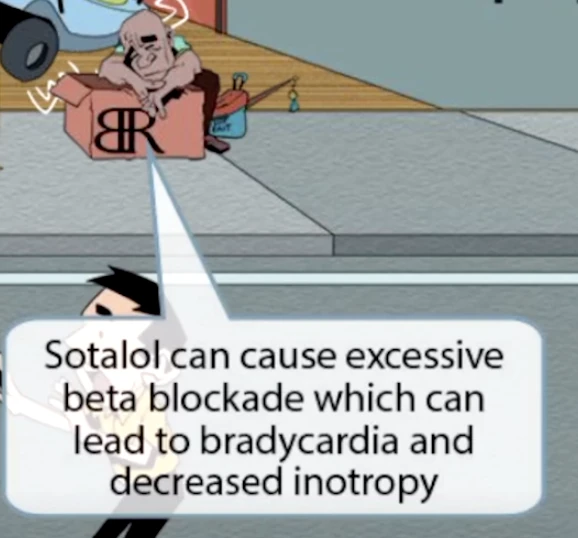 BR
Sotalol can cause excessive
beta blockade which can
lead to bradycardia and
decreased inotropy